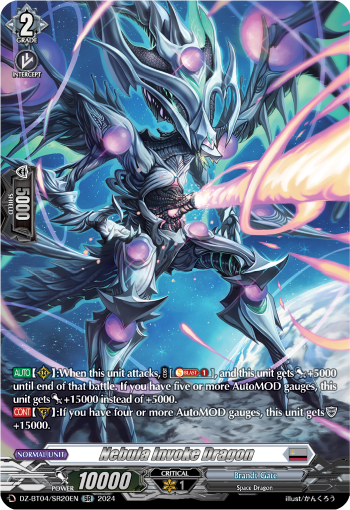 2
GRADE
INTERCEPT
5000
SHIELD
AUTO[ ]:When this unit attacks, [SOUL BLAST 1], and this unit gets +5000
until end of that battle. If you have five or more AutoMOD gauges, this
unit gets +15000 instead of +5000.
CONT[ ]:If you have four or more AutoMOD gauges, this unit gets
+15000.
NORMAL UNIT
Nebula Invoke Dragon
POWER 10000
CRITICAL
1
Brandt Gate
Space Dragon
DZ-BT04/SR20EN SR 2024
illust/かんくろう